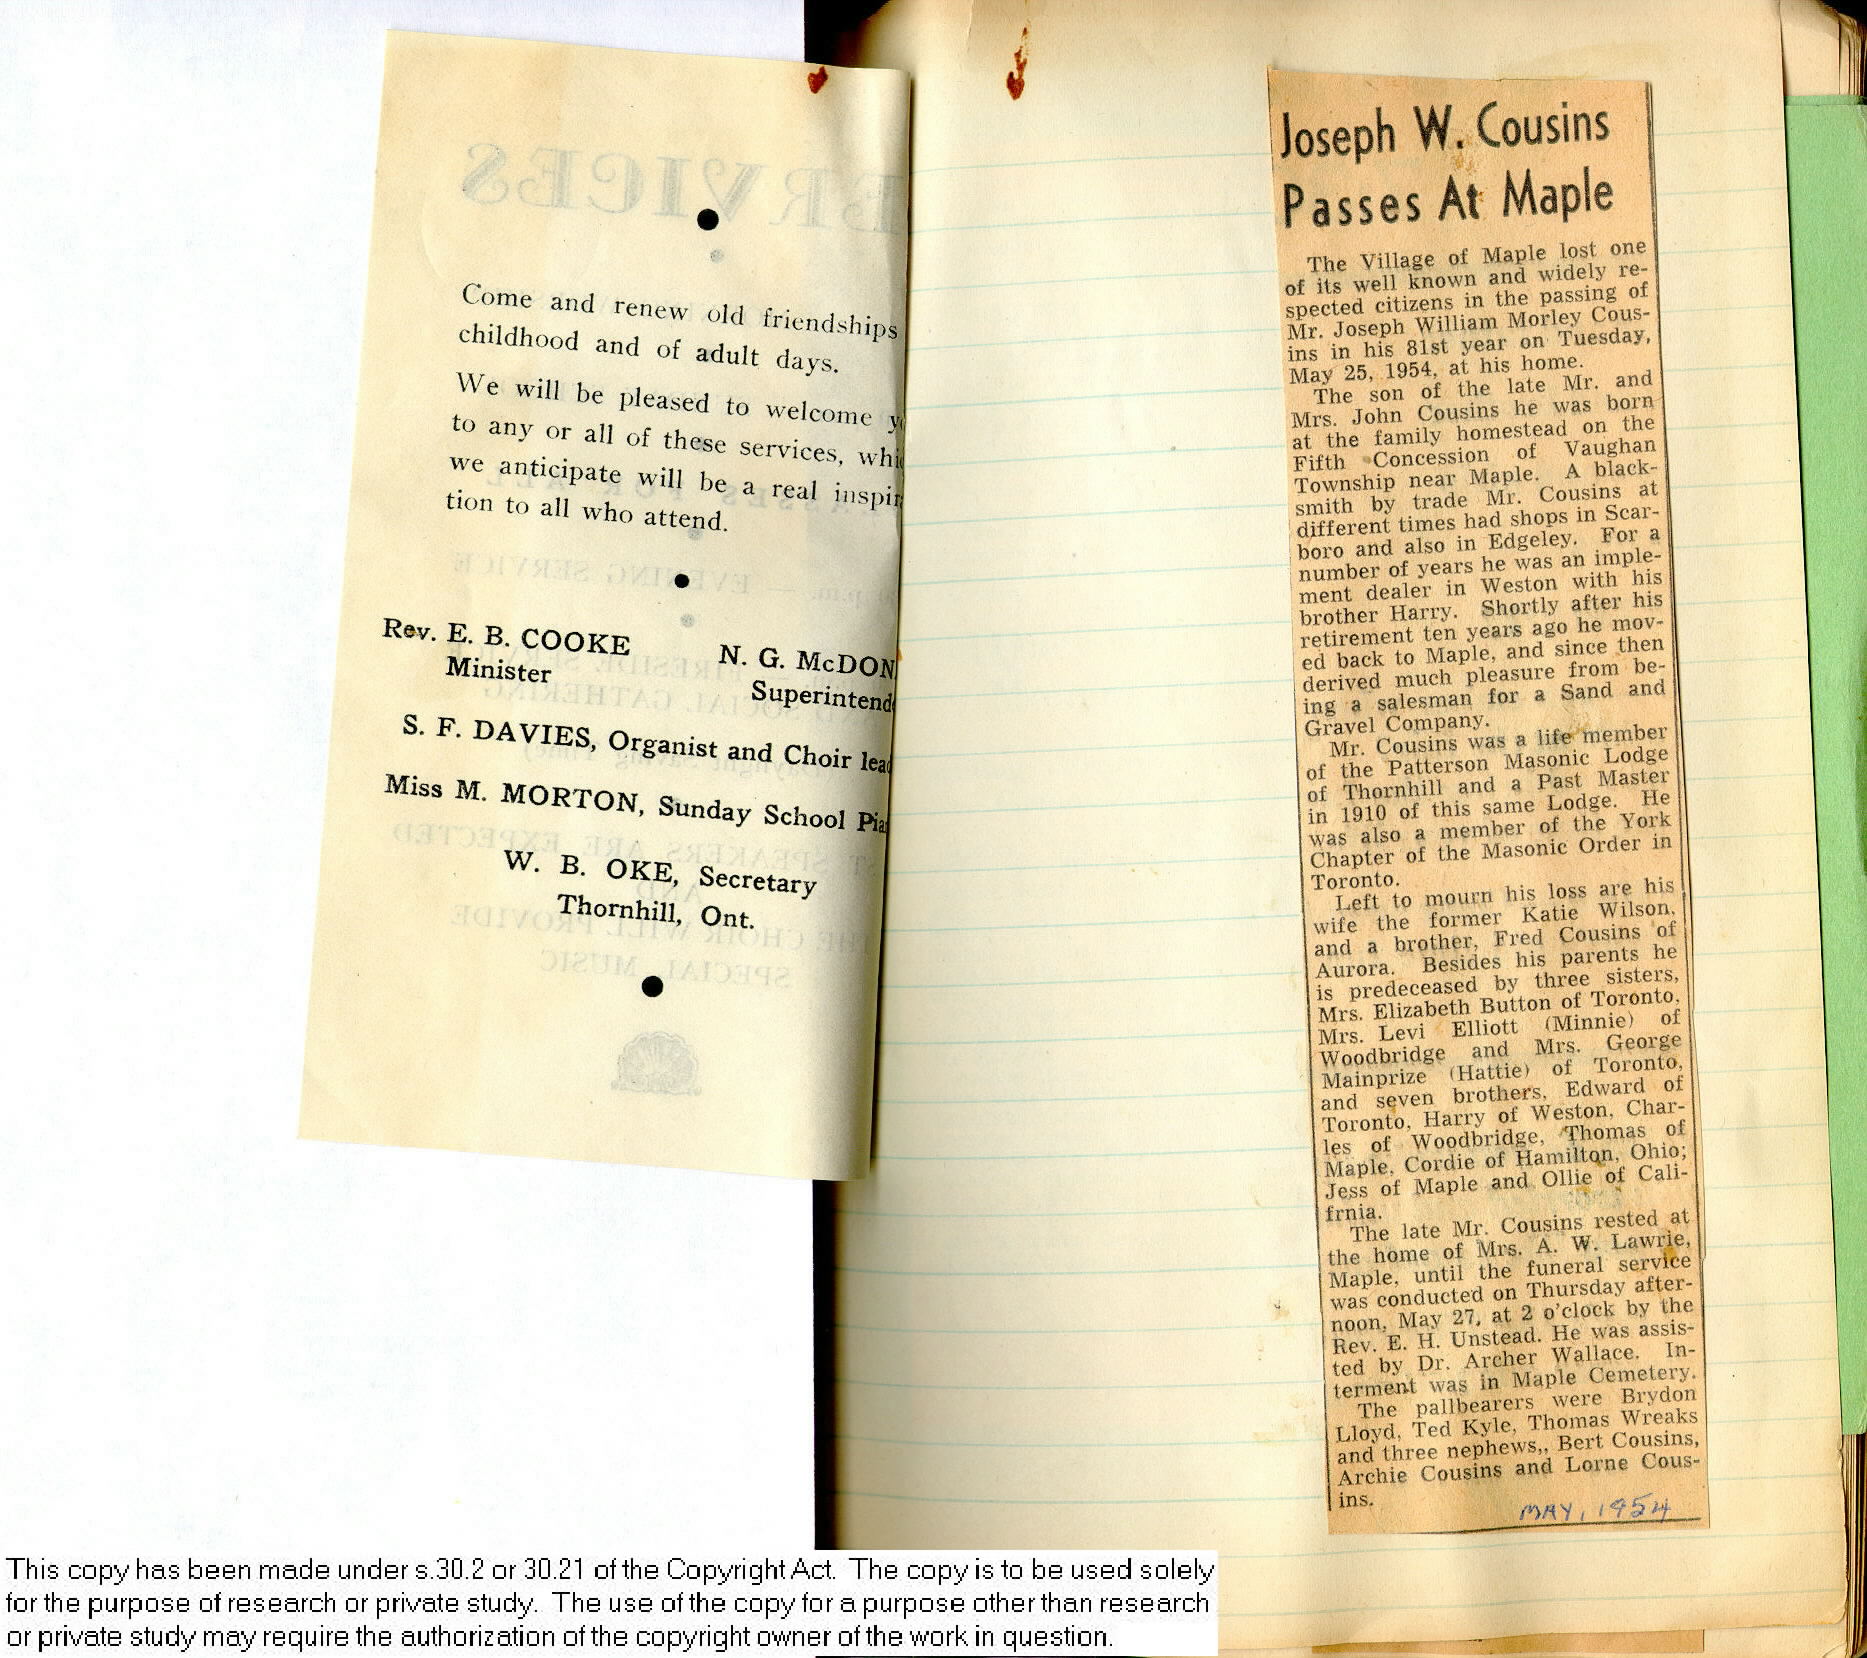 Come and renew old friendships
childhood and of adult days.
We will be pleased to welcome
to any or all of these services,
we anticipate will be a real
tion to all who attend.
Rev. E. B. COOKE
Minister
N. G.
S. F. DAVIES, Organist and Choir
Miss M. MORTON, Sunday School
W. B. OKE, Secretary
Thornhill, Ont.
Joseph W. Cousins
Passes At Maple
The Village of Maple lost one
of its well known and widely re-
spected citizens in the passing of
Mr. Joseph William Morley Cous-
ins in his 81st year on Tuesday,
May 25, 1954, at his home.
The son of the late Mr. and
Mrs. John Cousins he was born
at the family homestead on the
Fifth Concession of Vaughan
Township near Maple. A black-
smith by trade Mr. Cousins at
different times had shops in Scar-
boro and also in Edgeley. For a
number of years he was an imple-
ment dealer in Weston with his
brother Harry. Shortly after his
retirement ten years ago he mov-
ed back to Maple, and since then
derived much pleasure from be-
ing a salesman for a Sand and
Gravel Company.
Mr. Cousins was a life member
of the Patterson Masonic Lodge
of Thornhill and a Past Master
in 1910 of this same Lodge. He
was also a member of the York
Chapter of the Masonic Order in
Toronto.
Left to mourn his loss are his
wife the former Katie Wilson,
and a brother, Fred Cousins of
Aurora. Besides his parents he
is predeceased by three sisters,
Mrs. Elizabeth Button of Toronto,
Mrs. Levi Elliott (Minnie) of
Woodbridge and Mrs. George
Mainprize (Hattie) of Toronto,
and seven brothers, Edward of
Toronto, Harry of Weston, Char-
les of Woodbridge, Thomas of
Maple, Cordie of Hamilton, Ohio;
Jess of Maple and Ollie of Cali-
frnia.
The late Mr. Cousins rested at
the home of Mrs. A. W. Lawrie,
Maple, until the funeral service
was conducted on Thursday after-
noon, May 27, at 2 o'clock by the
Rev. E. H. Unstead. He was assis-
ted by Dr. Archer Wallace. In-
terment was in Maple Cemetery.
The pallbearers were Brydon
Lloyd, Ted Kyle, Thomas Wreaks
and three nephews,, Bert Cousins,
Archie Cousins and Lorne Cous-
ins.
MAY, 1954
This copy has been made under s.30.2 or 30.21 of the Copyright Act. The copy is to be used solely
for the purpose of research or private study. The use of the copy for a purpose other than research
or private study may require the authorization of the copyright owner of the work in question.